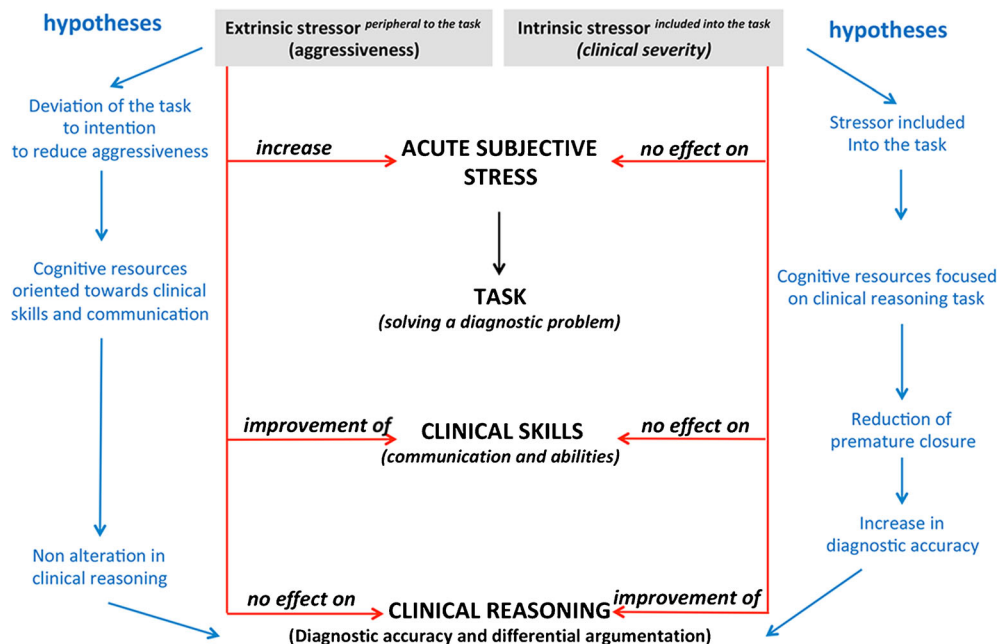 hypotheses
Deviation of the task
to intention
to reduce aggressiveness
Cognitive resources
oriented towards clinical
skills and communication
Non alteration in
clinical reasoning
Extrinsic stressor peripheral to the task
(aggressiveness)
Intrinsic stressor included into the task
(clinical severity)
increase
ACUTE SUBJECTIVE
STRESS
no effect on
TASK
(solving a diagnostic problem)
improvement of
CLINICAL SKILLS
(communication and abilities)
no effect on
no effect on
CLINICAL REASONING
(Diagnostic accuracy and differential argumentation)
improvement of
hypotheses
Stressor included
Into the task
Cognitive resources focused
on clinical reasoning task
Reduction of
premature closure
Increase in
diagnostic accuracy